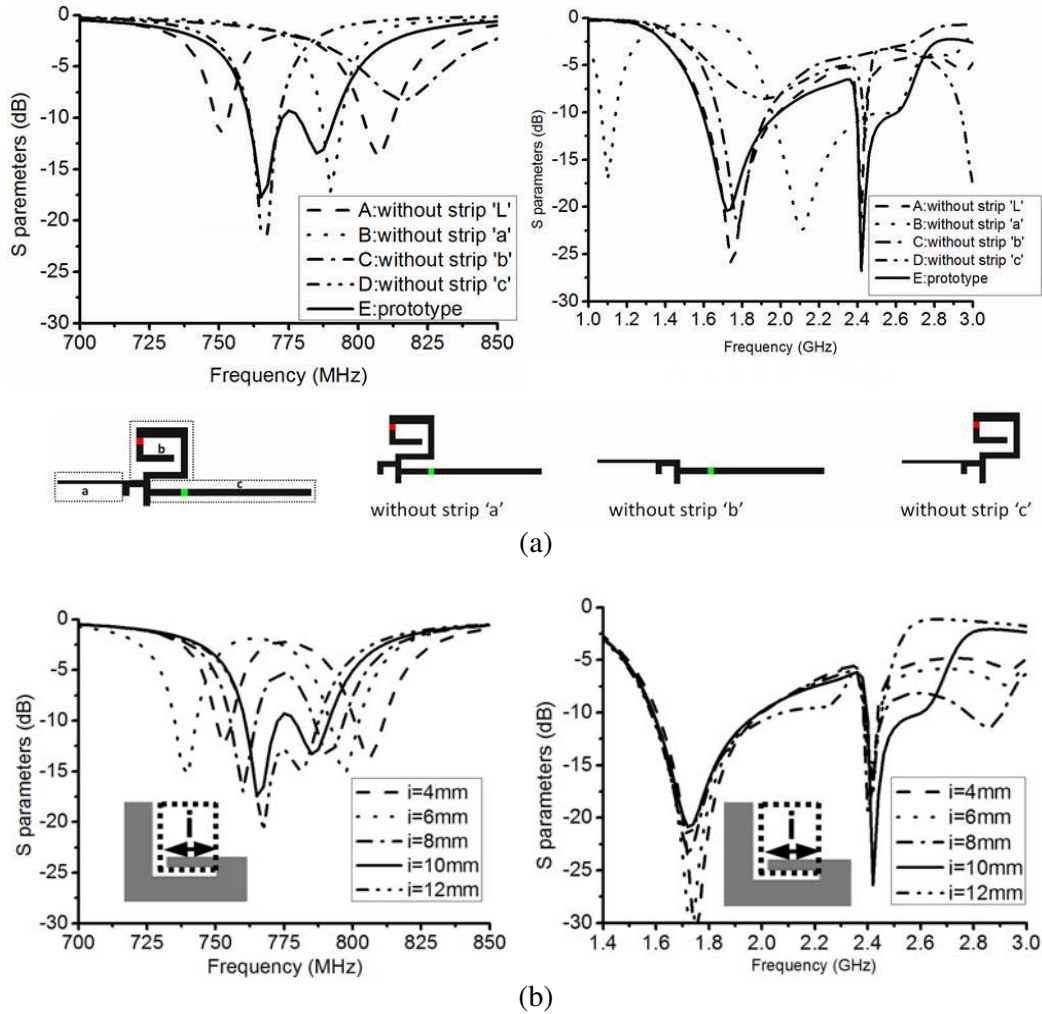 S paremeters (dB)
0
-5
-10
-15
-20
-25
-30
A:without strip 'L'
B:without strip 'a'
C:without strip 'b'
D:without strip 'c'
E:prototype
700 725 750 775 800 825 850
Frequency (MHz)
S parameters (dB)
0
-5
-10
-15
-20
-25
-30
A:without strip 'L'
B:without strip 'a'
C:without strip 'b'
D:without strip 'c'
E:prototype
1.0 1.2 1.4 1.6 1.8 2.0 2.2 2.4 2.6 2.8 3.0
Frequency (GHz)
a
b
c
without strip 'a'
without strip 'b'
without strip 'c'
(a)
S parameters (dB)
0
-5
-10
-15
-20
-25
-30
i
i=4mm
i=6mm
i=8mm
i=10mm
i=12mm
700 725 750 775 800 825 850
Frequency (MHz)
S parameters (dB)
0
-5
-10
-15
-20
-25
-30
i
i=4mm
i=6mm
i=8mm
i=10mm
i=12mm
1.4 1.6 1.8 2.0 2.2 2.4 2.6 2.8 3.0
Frequency (GHz)
(b)